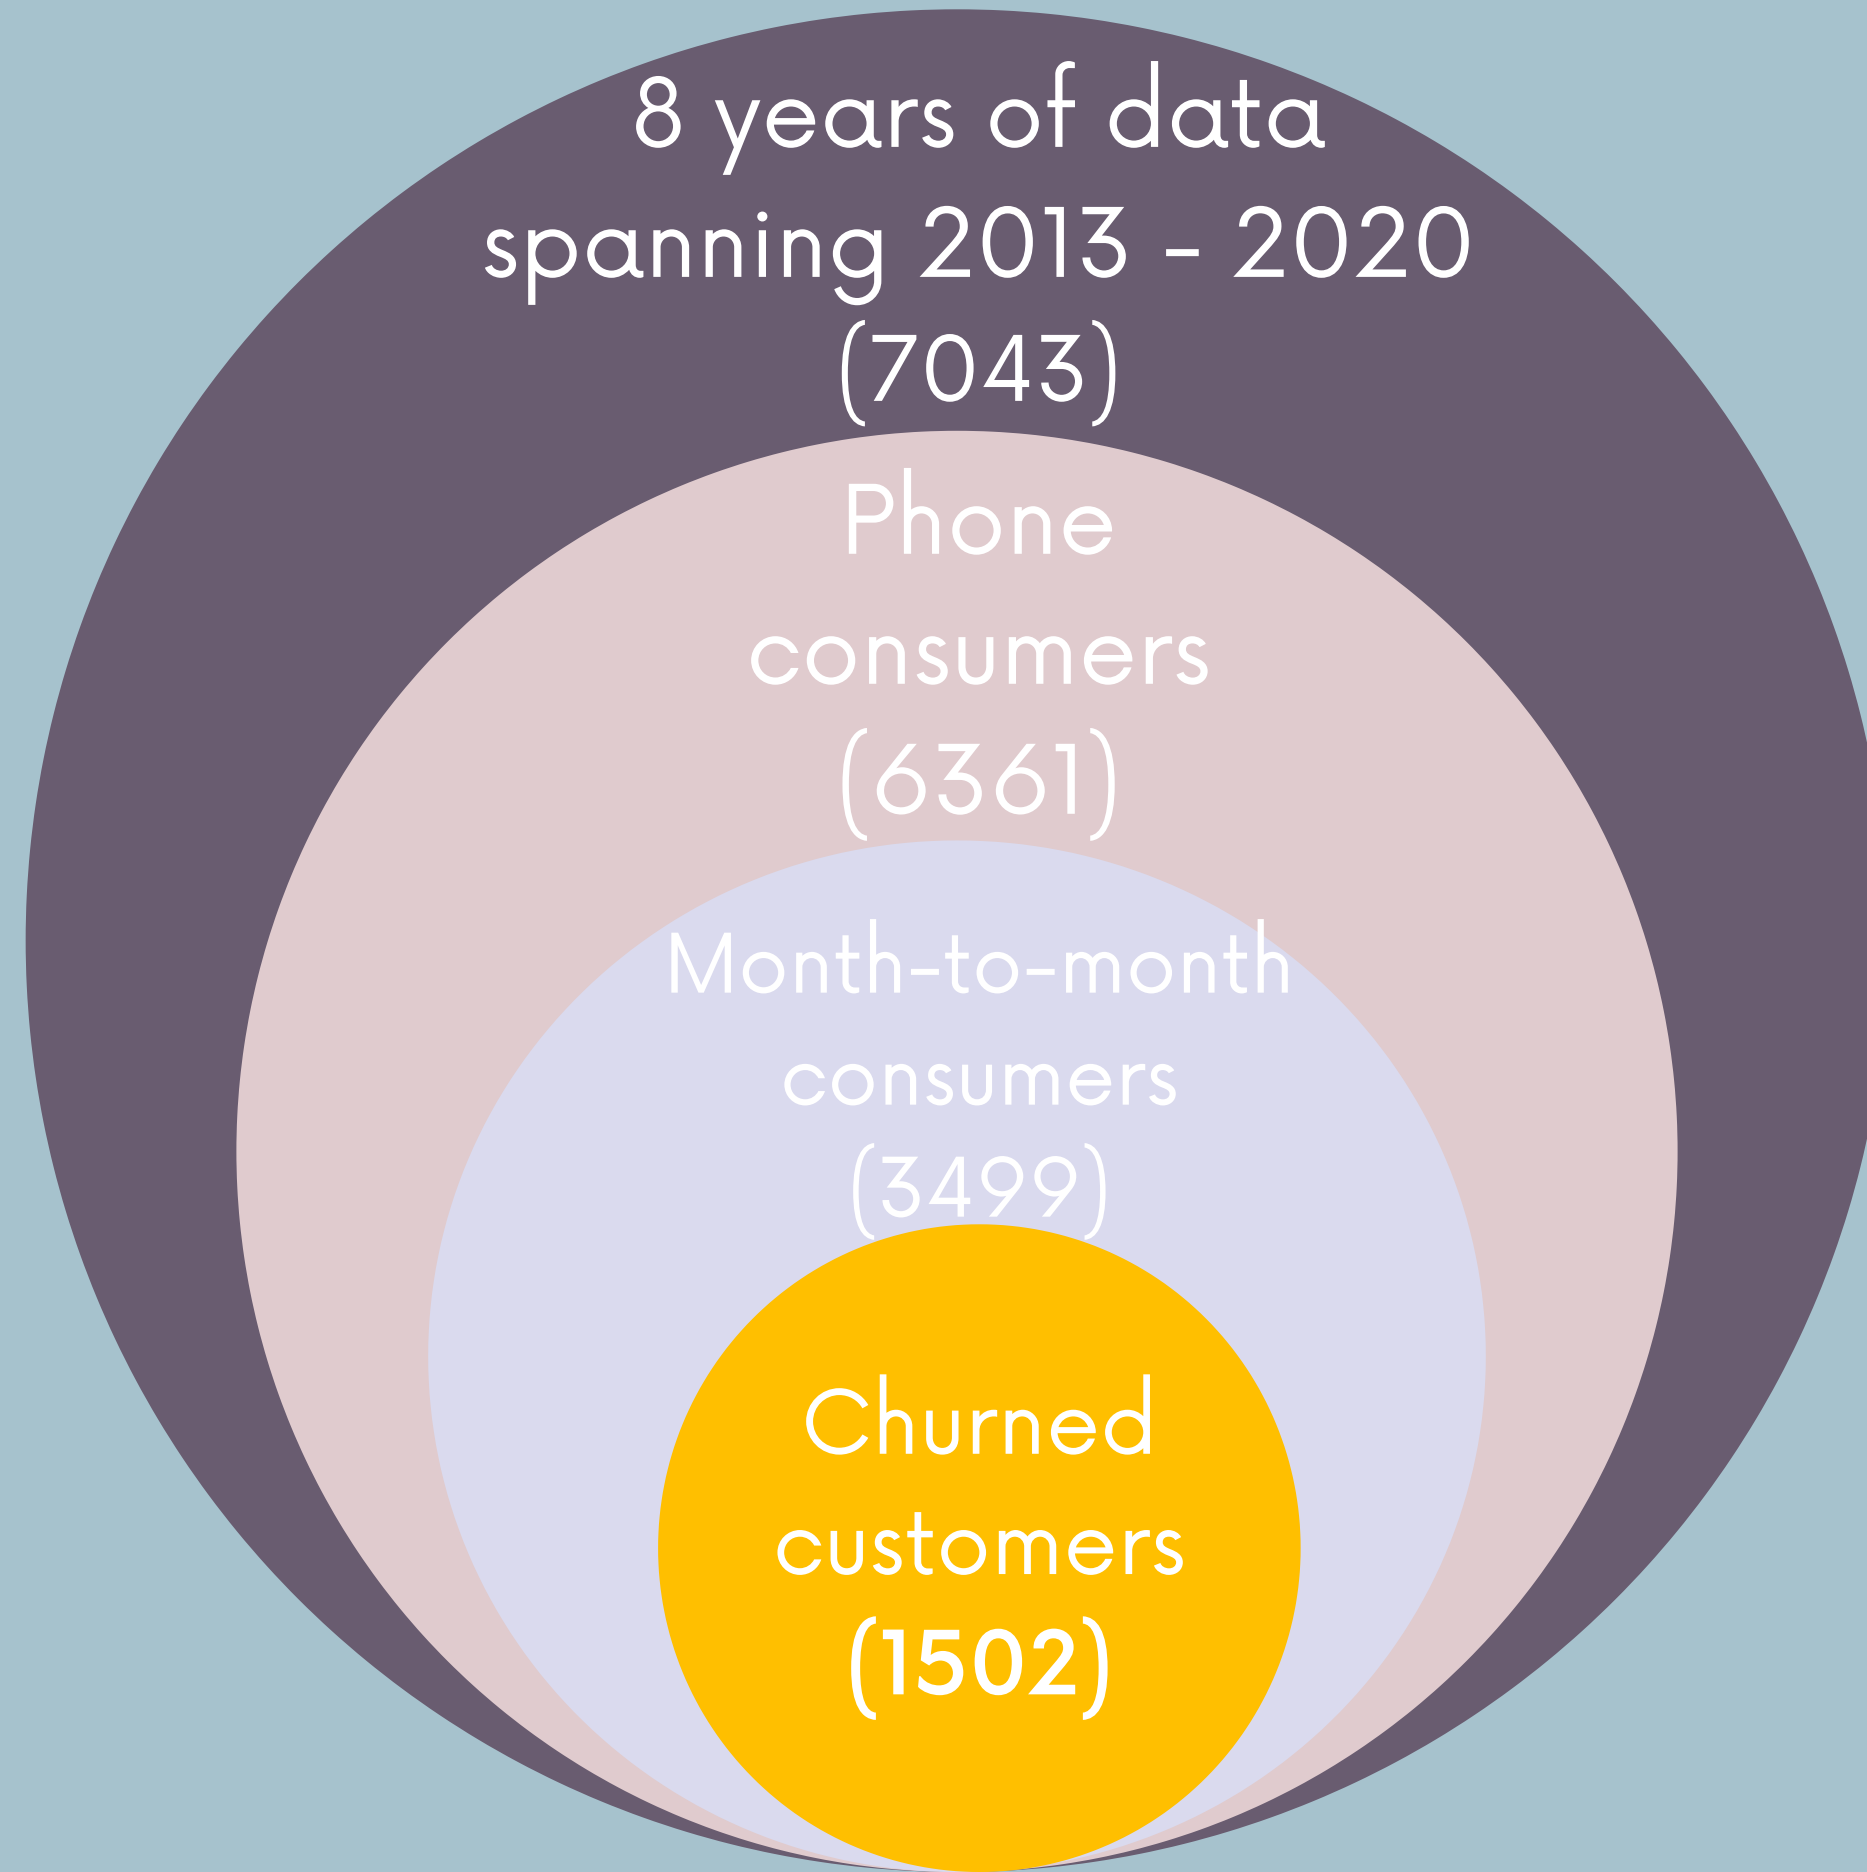 8 years of data
spanning 2013 - 2020
(7043)
Phone
consumers
(6361)
Month-to-month
consumers
(3499)
Churned
customers
(1502)